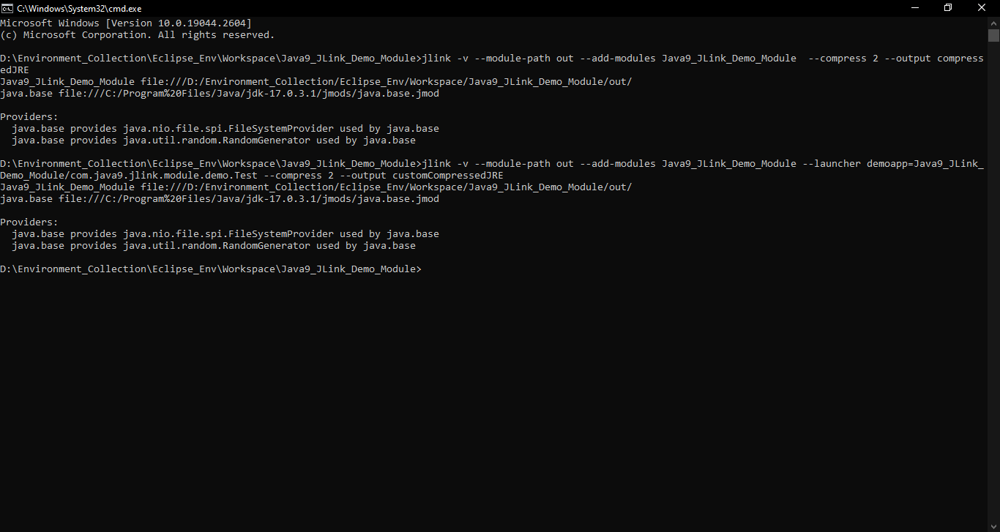 C:\Windows\System32\cmd.exe
Microsoft Windows [Version 10.0.19044.2604]
(c) Microsoft Corporation. All rights reserved.
D:\Environment_Collection\Eclipse_Env\Workspace\Java9_JLink_Demo_Module>jlink -v --module-path out --add-modules Java9_JLink_Demo_Module  --compress 2 --output compress
edJRE
Java9_JLink_Demo_Module file:///D:/Environment_Collection/Eclipse_Env/Workspace/Java9_JLink_Demo_Module/out/
java.base file:///C:/Program%20Files/Java/jdk-17.0.3.1/jmods/java.base.jmod
Providers:
  java.base provides java.nio.file.spi.FileSystemProvider used by java.base
  java.base provides java.util.random.RandomGenerator used by java.base
D:\Environment_Collection\Eclipse_Env\Workspace\Java9_JLink_Demo_Module>jlink -v --module-path out --add-modules Java9_JLink_Demo_Module --launcher demoapp=Java9_JLink_
Demo_Module/com.java9.jlink.module.demo.Test --compress 2 --output customCompressedJRE
Java9_JLink_Demo_Module file:///D:/Environment_Collection/Eclipse_Env/Workspace/Java9_JLink_Demo_Module/out/
java.base file:///C:/Program%20Files/Java/jdk-17.0.3.1/jmods/java.base.jmod
Providers:
  java.base provides java.nio.file.spi.FileSystemProvider used by java.base
  java.base provides java.util.random.RandomGenerator used by java.base
D:\Environment_Collection\Eclipse_Env\Workspace\Java9_JLink_Demo_Module>